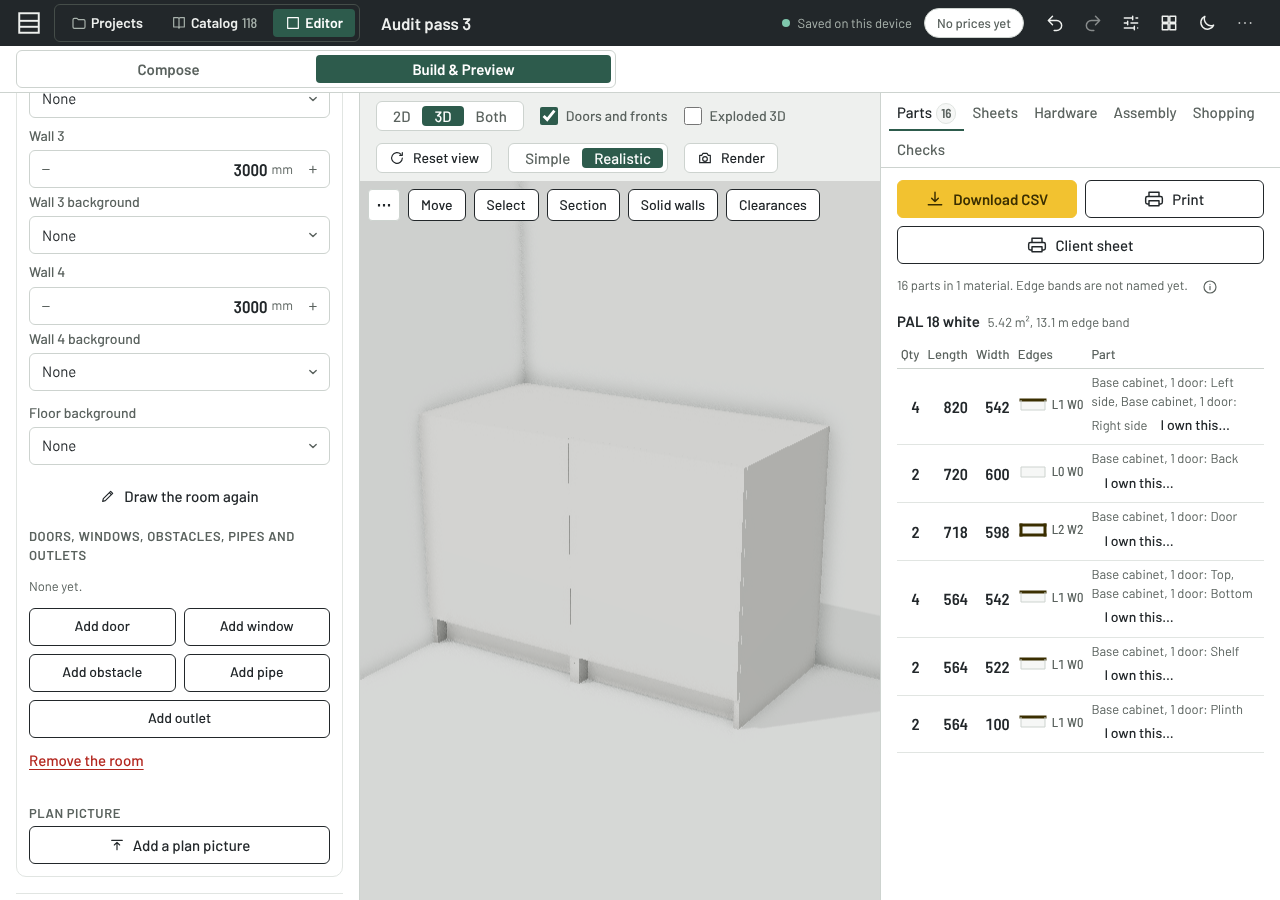 Projects
Catalog 118
Editor
Audit pass 3
Saved on this device
No prices yet
Compose
Build & Preview
None
Wall 3
− 3000 mm +
Wall 3 background
None
Wall 4
− 3000 mm +
Wall 4 background
None
Floor background
None
Draw the room again
DOORS, WINDOWS, OBSTACLES, PIPES AND
OUTLETS
None yet.
Add door
Add window
Add obstacle
Add pipe
Add outlet
Remove the room
PLAN PICTURE
Add a plan picture
2D 3D Both
Doors and fronts
Exploded 3D
Reset view
Simple Realistic
Render
Move
Select
Section
Solid walls
Clearances
Parts 16
Sheets
Hardware
Assembly
Shopping
Checks
Download CSV
Print
Client sheet
16 parts in 1 material. Edge bands are not named yet.
PAL 18 white 5.42 m², 13.1 m edge band
Qty Length Width Edges Part
4 820 542 L1 W0 Base cabinet, 1 door: Left
side, Base cabinet, 1 door:
Right side I own this...
2 720 600 L0 W0 Base cabinet, 1 door: Back
I own this...
2 718 598 L2 W2 Base cabinet, 1 door: Door
I own this...
4 564 542 L1 W0 Base cabinet, 1 door: Top,
Base cabinet, 1 door: Bottom
I own this...
2 564 522 L1 W0 Base cabinet, 1 door: Shelf
I own this...
2 564 100 L1 W0 Base cabinet, 1 door: Plinth
I own this...